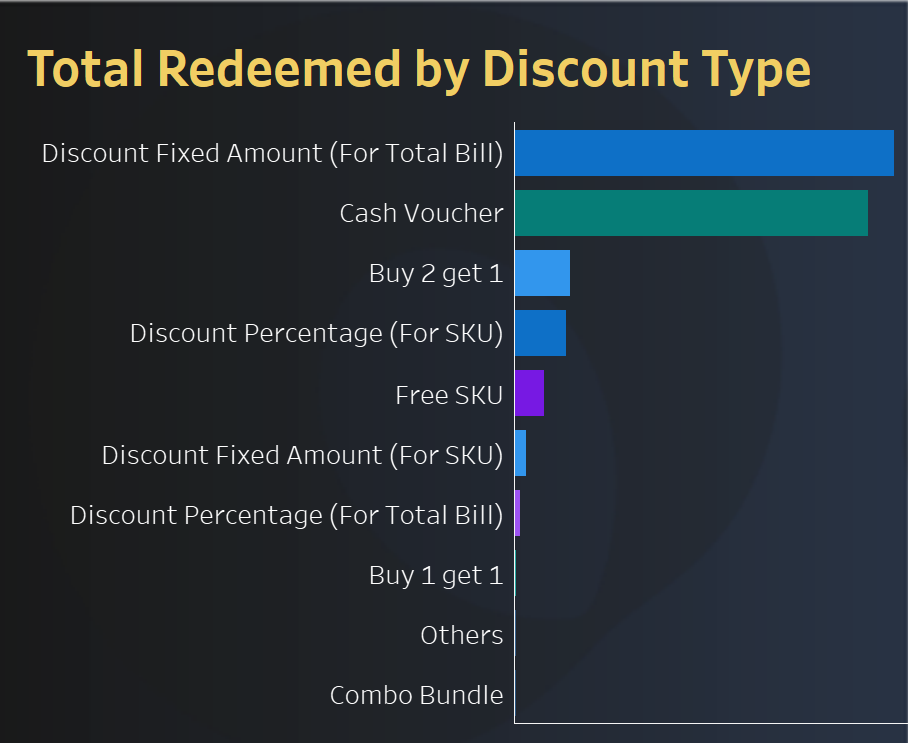 Total Redeemed by Discount Type
Discount Fixed Amount (For Total Bill)
Cash Voucher
Buy 2 get 1
Discount Percentage (For SKU)
Free SKU
Discount Fixed Amount (For SKU)
Discount Percentage (For Total Bill)
Buy 1 get 1
Others
Combo Bundle